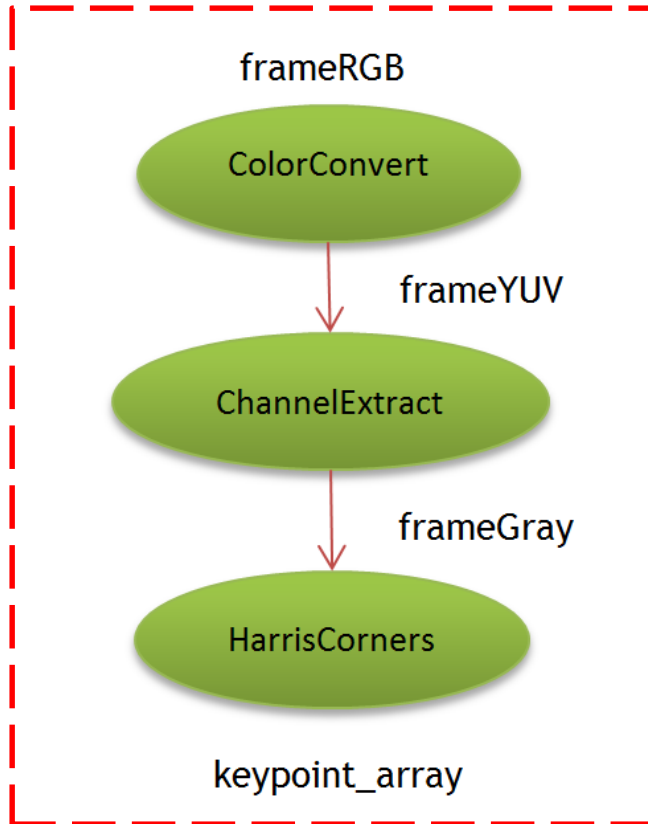 frameRGB
ColorConvert
frameYUV
ChannelExtract
frameGray
HarrisCorners
keypoint_array